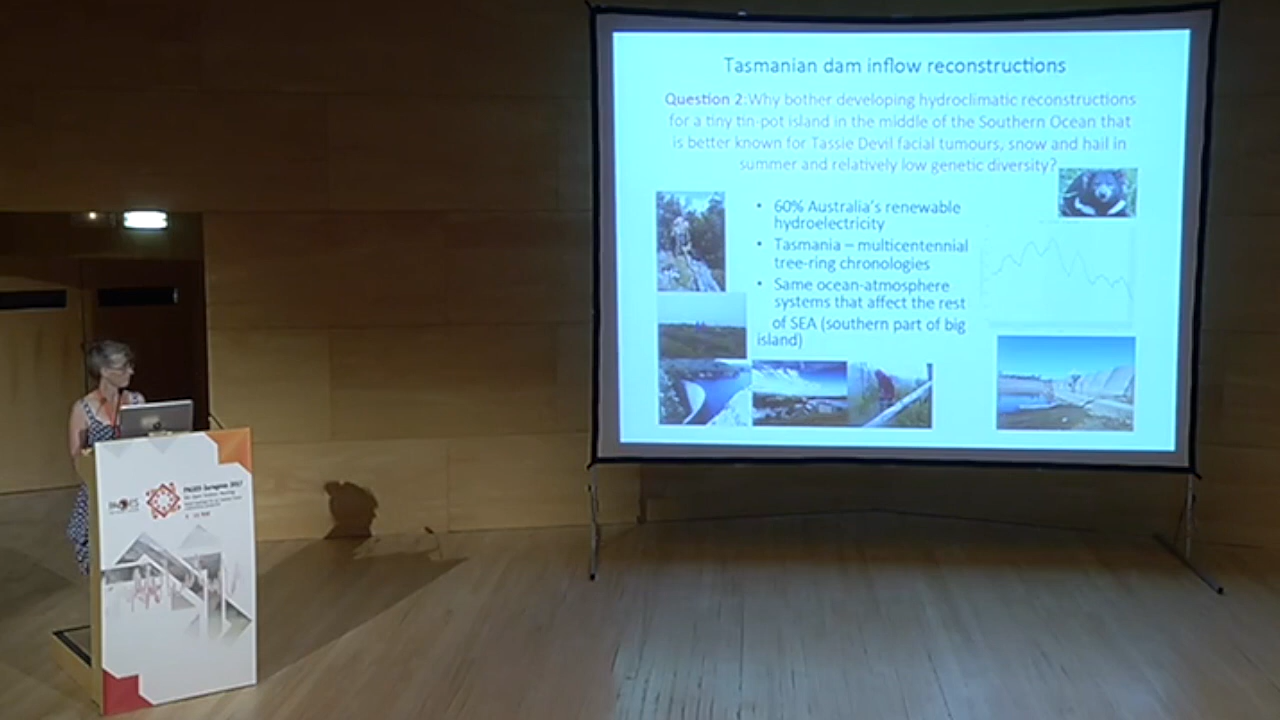 Tasmanian dam inflow reconstructions
Question 2:Why bother developing hydroclimatic reconstructions
for a tiny tin-pot island in the middle of the Southern Ocean that
is better known for Tassie Devil facial tumours, snow and hail in
summer and relatively low genetic diversity?
• 60% Australia's renewable
hydroelectricity
• Tasmania – multicentennial
tree-ring chronologies
• Same ocean-atmosphere
systems that affect the rest
of SEA (southern part of big
island)
PAGES
PAGES Zaragoza 2017